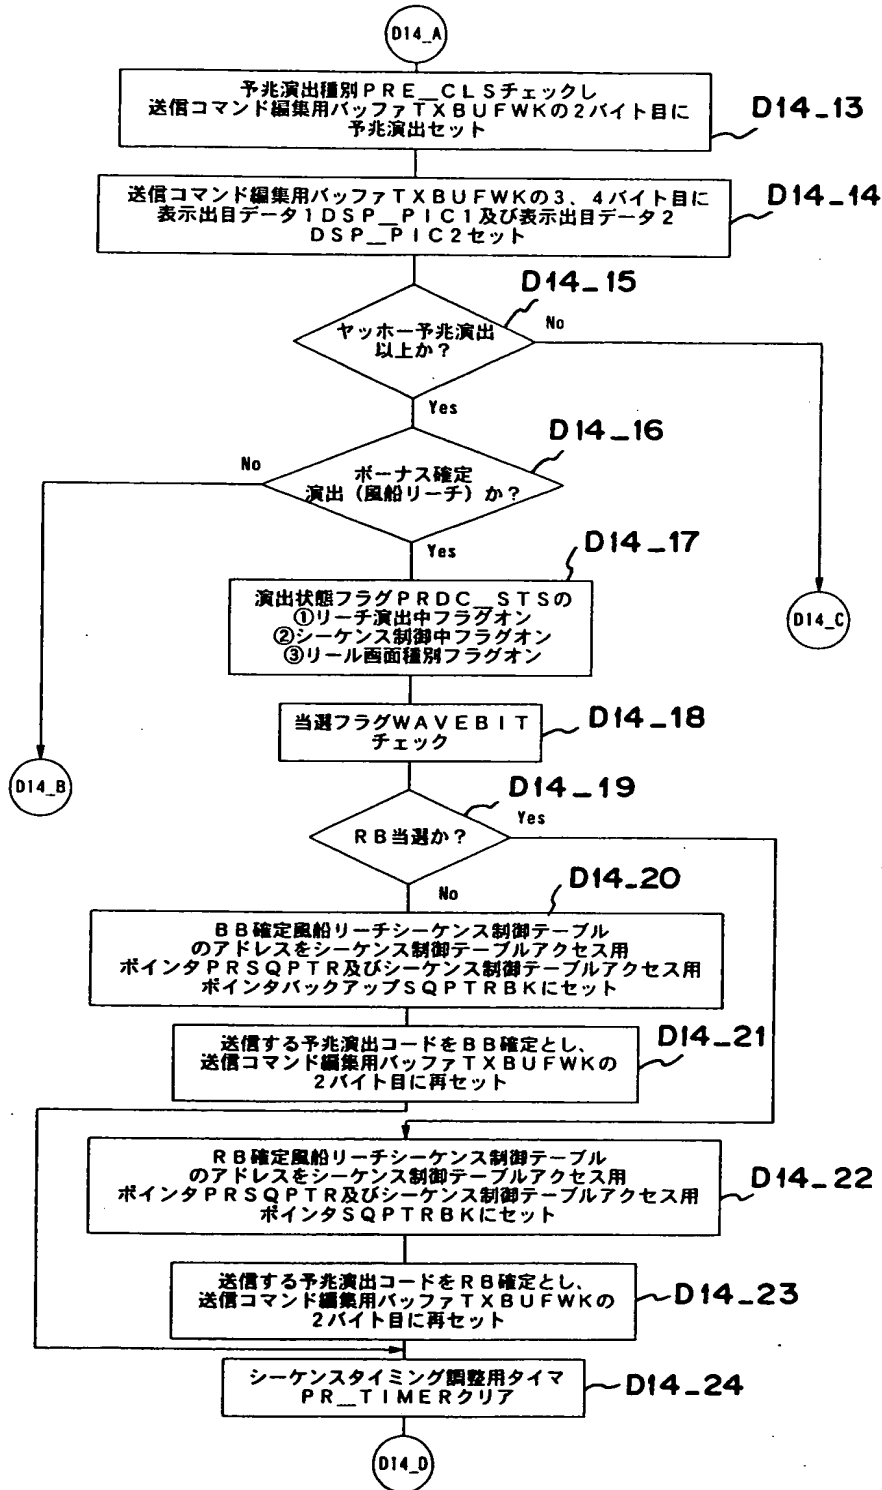 D14_A
予兆演出種別PRE__CLSチェックし
送信コマンド編集用バッファTXBUFWKの2バイト目に
予兆演出セット
D14_13
送信コマンド編集用バッファTXBUFWKの3、4バイト目に
表示出目データ1DSP__PIC1及び表示出目データ2
DSP__PIC2セット
D14_14
D14_15
ヤッホー予兆演出
以上か?
No
Yes
D14_16
No
ボーナス確定
演出(風船リーチ)か?
Yes
D14_17
演出状態フラグPRDC__STSの
①リーチ演出中フラグオン
②シーケンス制御中フラグオン
③リール画面種別フラグオン
D14_C
当選フラグWAVEBIT
チェック
D14_18
D14_B
D14_19
RB当選か?
Yes
No
D14_20
BB確定風船リーチシーケンス制御テーブル
のアドレスをシーケンス制御テーブルアクセス用
ポインタPRSQPTR及びシーケンス制御テーブルアクセス用
ポインタバックアップSQPTRBKにセット
D14_21
送信する予兆演出コードをBB確定とし、
送信コマンド編集用バッファTXBUFWKの
2バイト目に再セット
RB確定風船リーチシーケンス制御テーブル
のアドレスをシーケンス制御テーブルアクセス用
ポインタPRSQPTR及びシーケンス制御テーブルアクセス用
ポインタSQPTRBKにセット
D14_22
送信する予兆演出コードをRB確定とし、
送信コマンド編集用バッファTXBUFWKの
2バイト目に再セット
D14_23
シーケンスタイミング調整用タイマ
PR__TIMERクリア
D14_24
D14_D